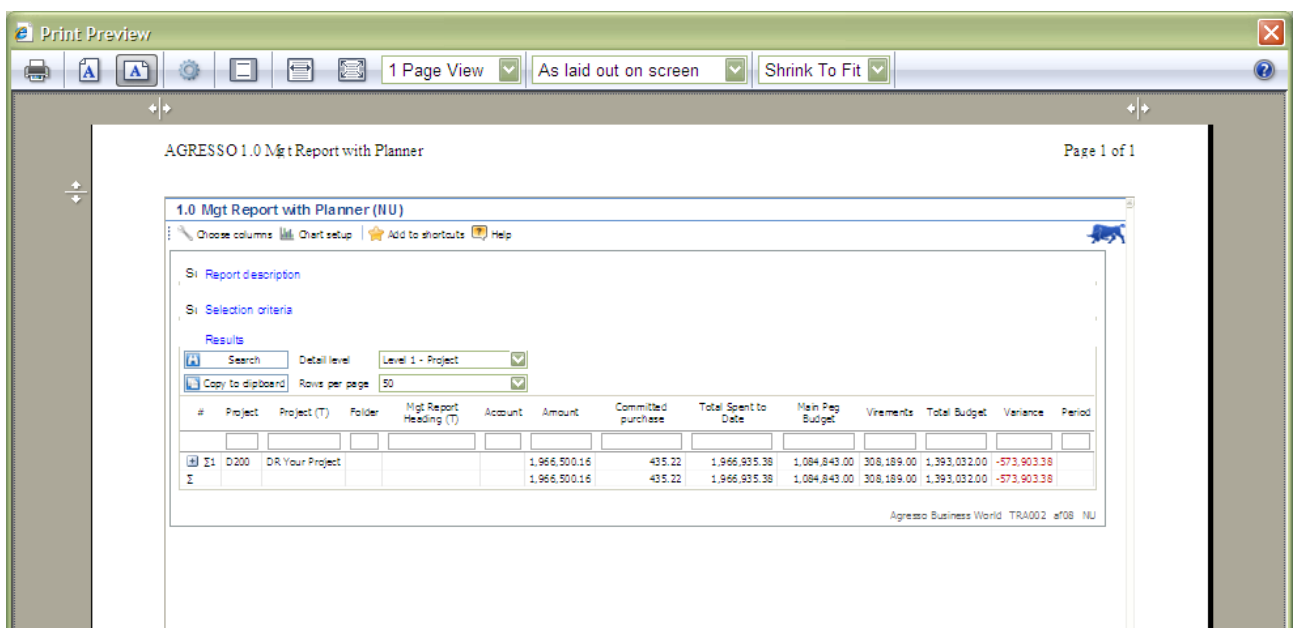 Print Preview
1 Page View As laid out on screen Shrink To Fit
AGRESSO 1.0 Mgt Report with Planner Page 1 of 1
1.0 Mgt Report with Planner (NU)
Choose columns Chart setup Add to shortcuts Help
Report description
Selection criteria
Results
Search Detail level Level 1 - Project
Copy to clipboard Rows per page 50
# Project Project (T) Folder Mgt Report Heading (T) Account Amount Committed purchase Total Spent to Date Main Peg Budget Virements Total Budget Variance Period
Σ1 D200 DR Your Project 1,966,500.16 435.22 1,966,935.38 1,084,843.00 308,189.00 1,393,032.00 -573,903.38
Σ 1,966,500.16 435.22 1,966,935.38 1,084,843.00 308,189.00 1,393,032.00 -573,903.38
Agresso Business World TRA002 af08 NU